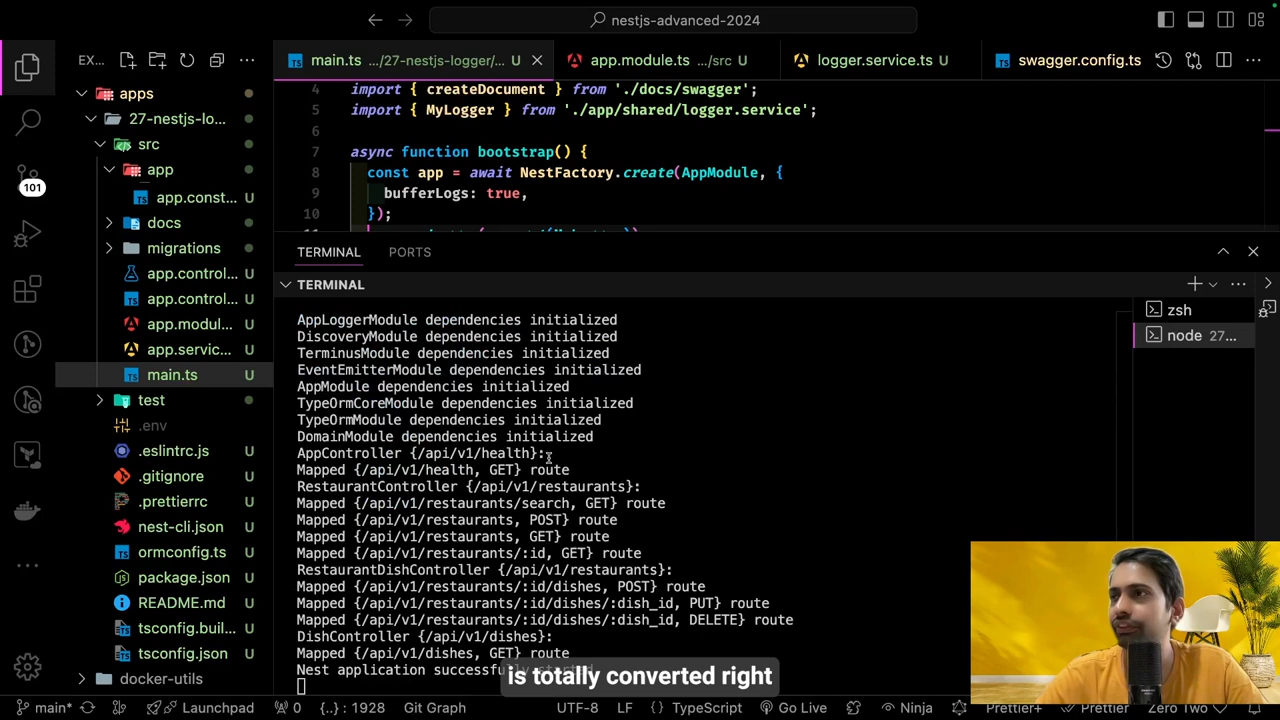 nestjs-advanced-2024
EX...
main.ts .../27-nestjs-logger/... U
app.module.ts .../src U
logger.service.ts U
swagger.config.ts
apps
27-nestjs-lo...
src
app
app.const... U
docs
migrations
app.control... U
app.control... U
app.modul... U
app.servic... U
main.ts U
test
.env
.eslintrc.js U
.gitignore U
.prettierrc U
nest-cli.json U
ormconfig.ts U
package.json U
README.md U
tsconfig.buil... U
tsconfig.json U
docker-utils
101
4 import { createDocument } from './docs/swagger';
5 import { MyLogger } from './app/shared/logger.service';
6
7 async function bootstrap() {
8 const app = await NestFactory.create(AppModule, {
9 bufferLogs: true,
10 });
TERMINAL PORTS
TERMINAL
zsh
node 27...
AppLoggerModule dependencies initialized
DiscoveryModule dependencies initialized
TerminusModule dependencies initialized
EventEmitterModule dependencies initialized
AppModule dependencies initialized
TypeOrmCoreModule dependencies initialized
TypeOrmModule dependencies initialized
DomainModule dependencies initialized
AppController {/api/v1/health}:
Mapped {/api/v1/health, GET} route
RestaurantController {/api/v1/restaurants}:
Mapped {/api/v1/restaurants/search, GET} route
Mapped {/api/v1/restaurants, POST} route
Mapped {/api/v1/restaurants, GET} route
Mapped {/api/v1/restaurants/:id, GET} route
RestaurantDishController {/api/v1/restaurants}:
Mapped {/api/v1/restaurants/:id/dishes, POST} route
Mapped {/api/v1/restaurants/:id/dishes/:dish_id, PUT} route
Mapped {/api/v1/restaurants/:id/dishes/:dish_id, DELETE} route
DishController {/api/v1/dishes}:
Mapped {/api/v1/dishes, GET} route
Nest application successfully started
is totally converted right
main* Launchpad 0 {..} : 1928 Git Graph UTF-8 LF {} TypeScript Go Live Ninja Prettier+ Prettier Zero Two